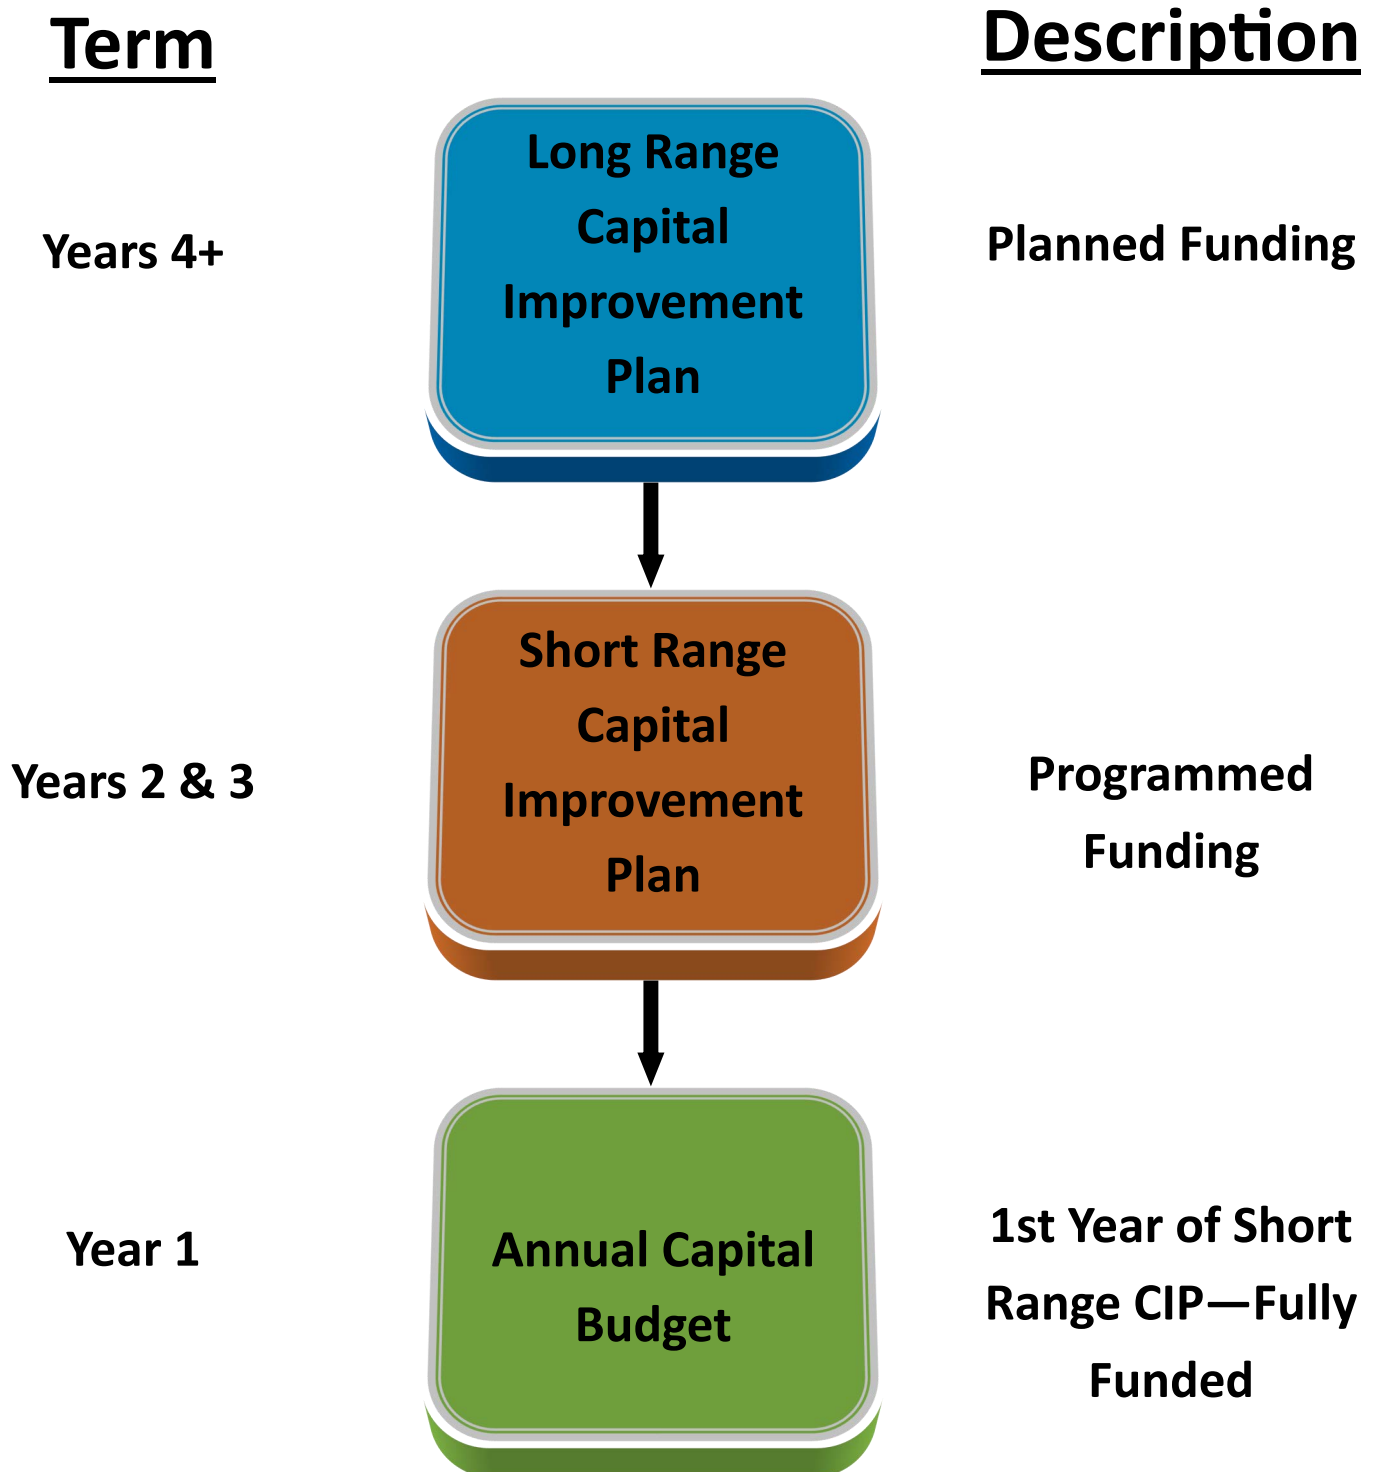 Term
Description
Long Range
Capital
Improvement
Plan
Years 4+
Planned Funding
Short Range
Capital
Improvement
Plan
Years 2 & 3
Programmed
Funding
Year 1
Annual Capital
Budget
1st Year of Short
Range CIP—Fully
Funded